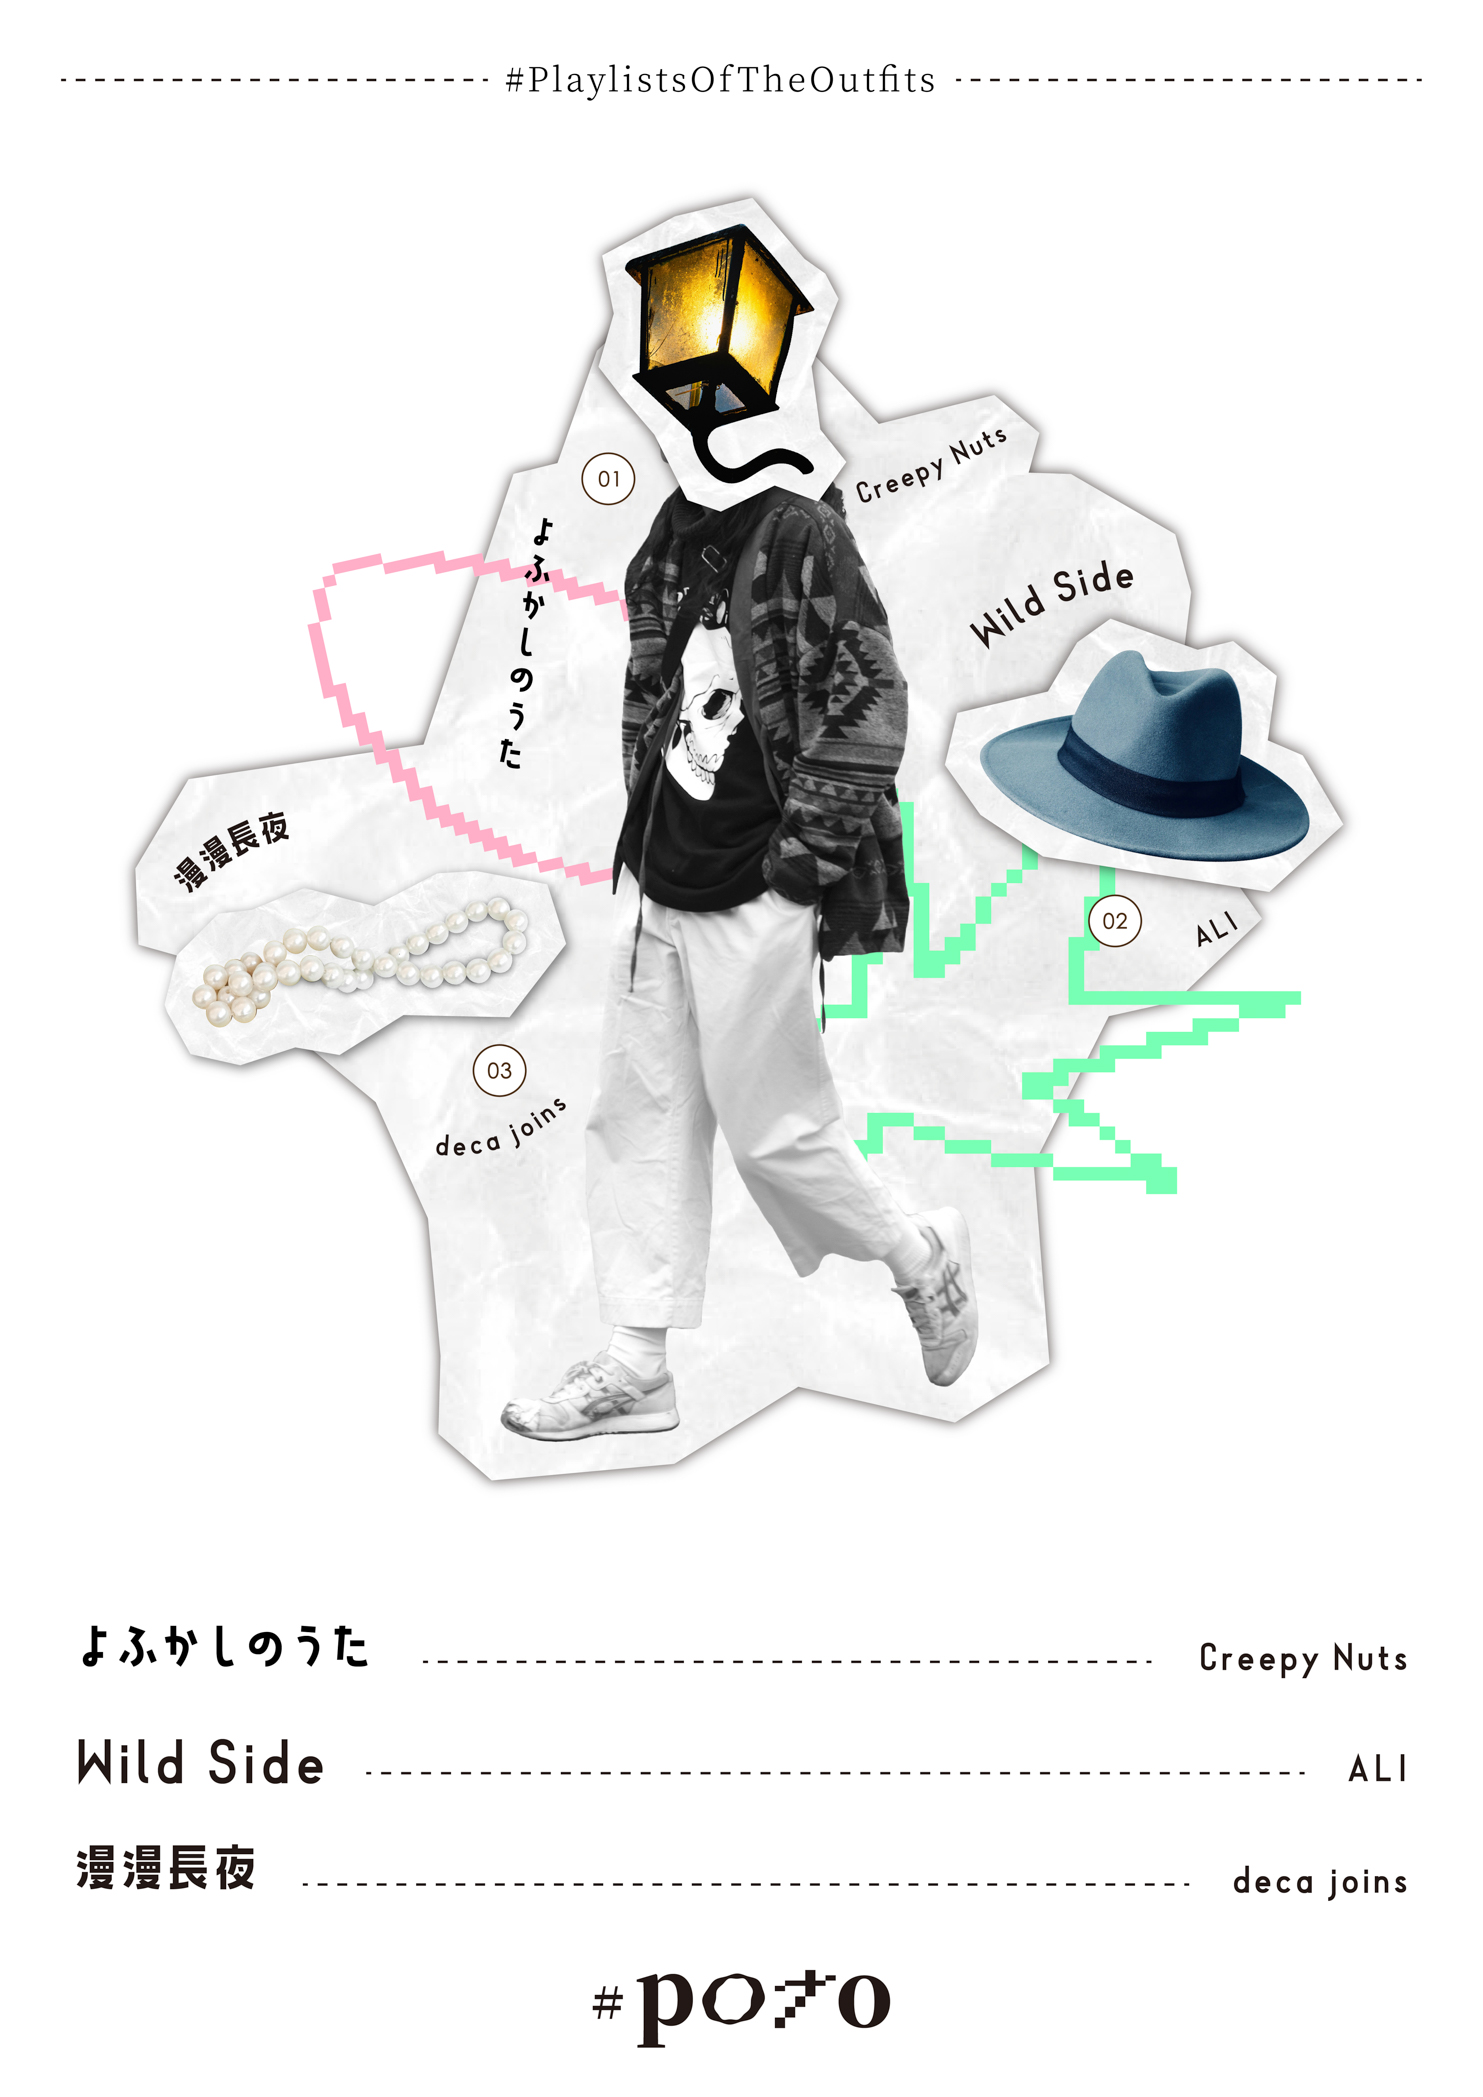 #PlaylistsOfTheOutfits
01
Creepy Nuts
よふかしのうた
Wild Side
漫漫長夜
02
ALI
03
deca joins
よふかしのうた Creepy Nuts
Wild Side ALI
漫漫長夜 deca joins
#poto